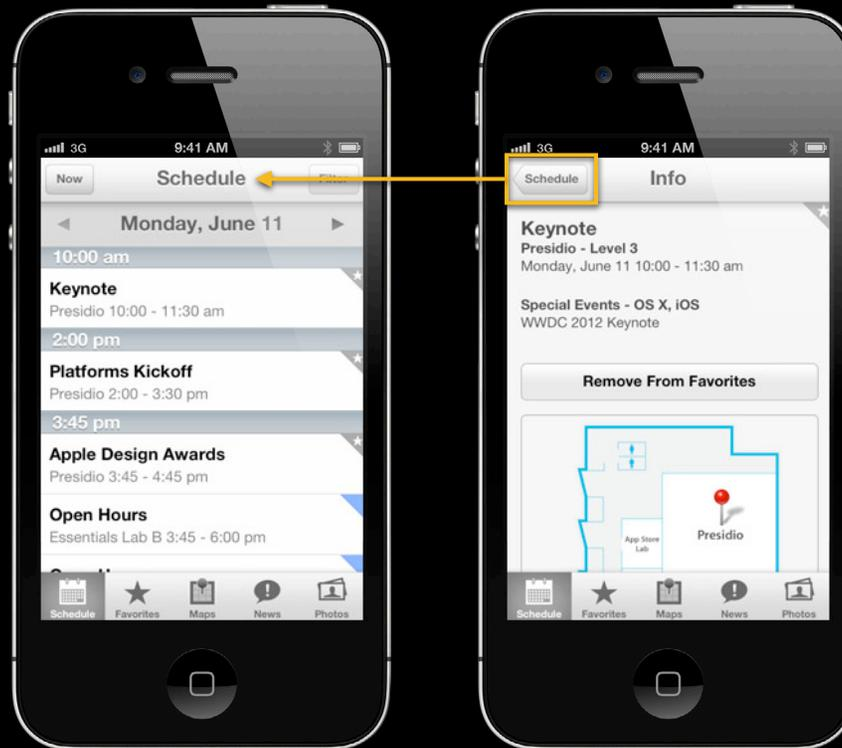 3G 9:41 AM
Now Schedule Filter
Monday, June 11
10:00 am
Keynote
Presidio 10:00 - 11:30 am
2:00 pm
Platforms Kickoff
Presidio 2:00 - 3:30 pm
3:45 pm
Apple Design Awards
Presidio 3:45 - 4:45 pm
Open Hours
Essentials Lab B 3:45 - 6:00 pm
Schedule Favorites Maps News Photos
3G 9:41 AM
Schedule Info
Keynote
Presidio - Level 3
Monday, June 11 10:00 - 11:30 am
Special Events - OS X, iOS
WWDC 2012 Keynote
Remove From Favorites
App Store
Lab
Presidio
Schedule Favorites Maps News Photos